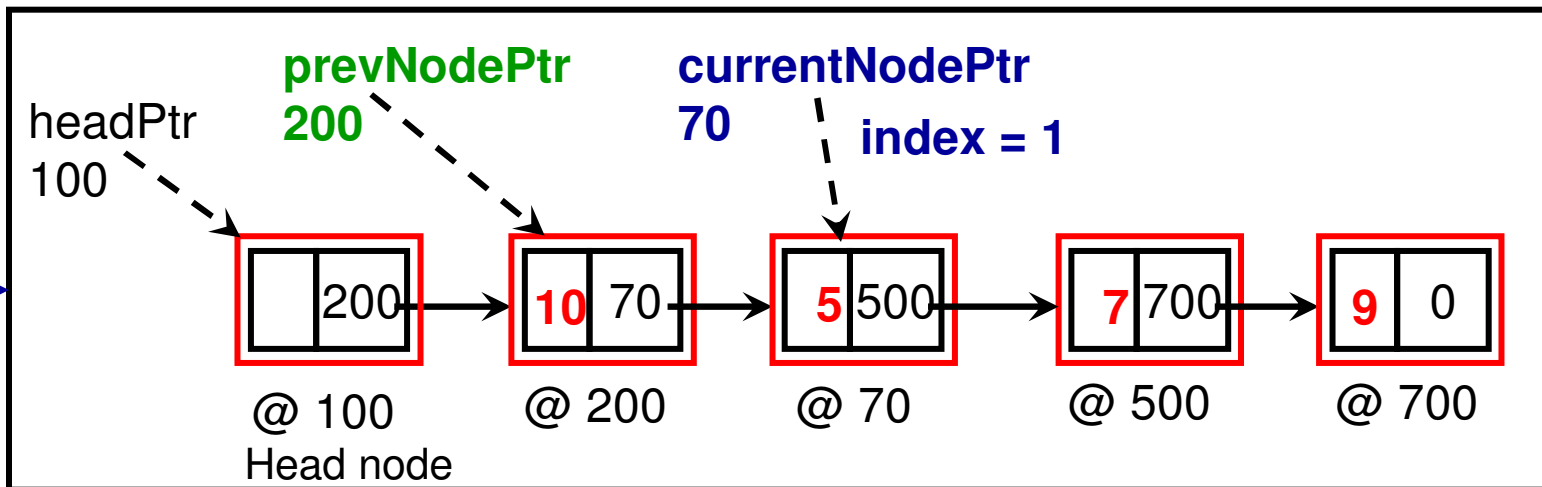 prevNodePtr
200
currentNodePtr
70
index = 1
headPtr
100
200
10 70
5 500
7 700
9 0
@ 100
@ 200
@ 70
@ 500
@ 700
Head node